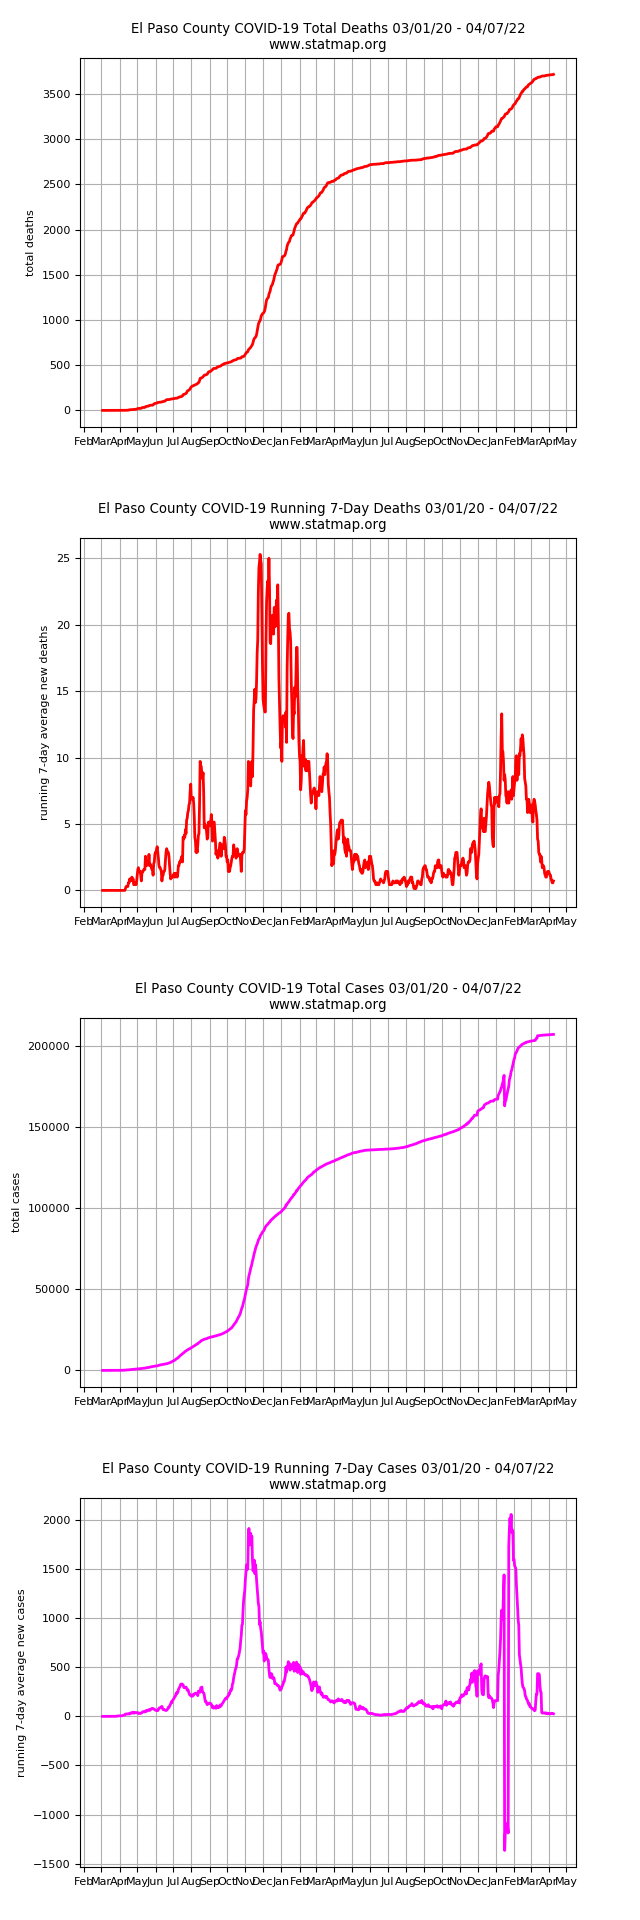 El Paso County COVID-19 Total Deaths 03/01/20 - 04/07/22
www.statmap.org
3500
3000
2500
2000
1500
1000
500
0
total deaths
Feb Mar Apr May Jun Jul Aug Sep Oct Nov Dec Jan Feb Mar Apr May Jun Jul Aug Sep Oct Nov Dec Jan Feb Mar Apr May
El Paso County COVID-19 Running 7-Day Deaths 03/01/20 - 04/07/22
www.statmap.org
25
20
15
10
5
0
running 7-day average new deaths
Feb Mar Apr May Jun Jul Aug Sep Oct Nov Dec Jan Feb Mar Apr May Jun Jul Aug Sep Oct Nov Dec Jan Feb Mar Apr May
El Paso County COVID-19 Total Cases 03/01/20 - 04/07/22
www.statmap.org
200000
150000
100000
50000
0
total cases
Feb Mar Apr May Jun Jul Aug Sep Oct Nov Dec Jan Feb Mar Apr May Jun Jul Aug Sep Oct Nov Dec Jan Feb Mar Apr May
El Paso County COVID-19 Running 7-Day Cases 03/01/20 - 04/07/22
www.statmap.org
2000
1500
1000
500
0
−500
−1000
−1500
running 7-day average new cases
Feb Mar Apr May Jun Jul Aug Sep Oct Nov Dec Jan Feb Mar Apr May Jun Jul Aug Sep Oct Nov Dec Jan Feb Mar Apr May